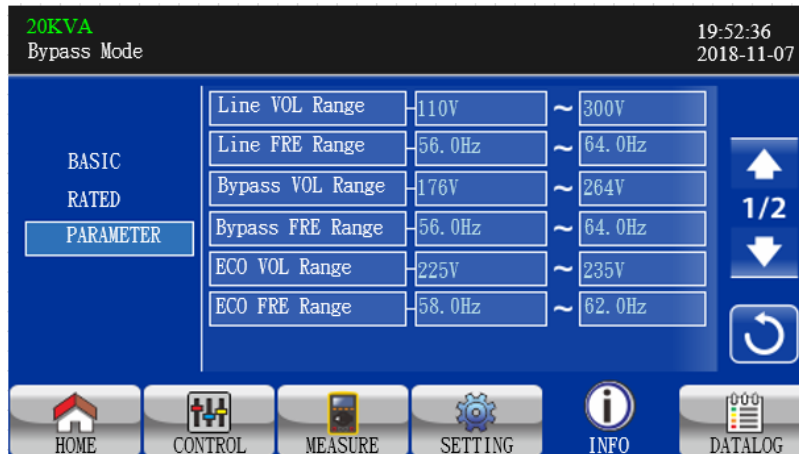 20KVA
Bypass Mode
19:52:36
2018-11-07
BASIC
RATED
PARAMETER
Line VOL Range 110V ~ 300V
Line FRE Range 56.0Hz ~ 64.0Hz
Bypass VOL Range 176V ~ 264V
Bypass FRE Range 56.0Hz ~ 64.0Hz
ECO VOL Range 225V ~ 235V
ECO FRE Range 58.0Hz ~ 62.0Hz
1/2
HOME CONTROL MEASURE SETTING INFO DATALOG